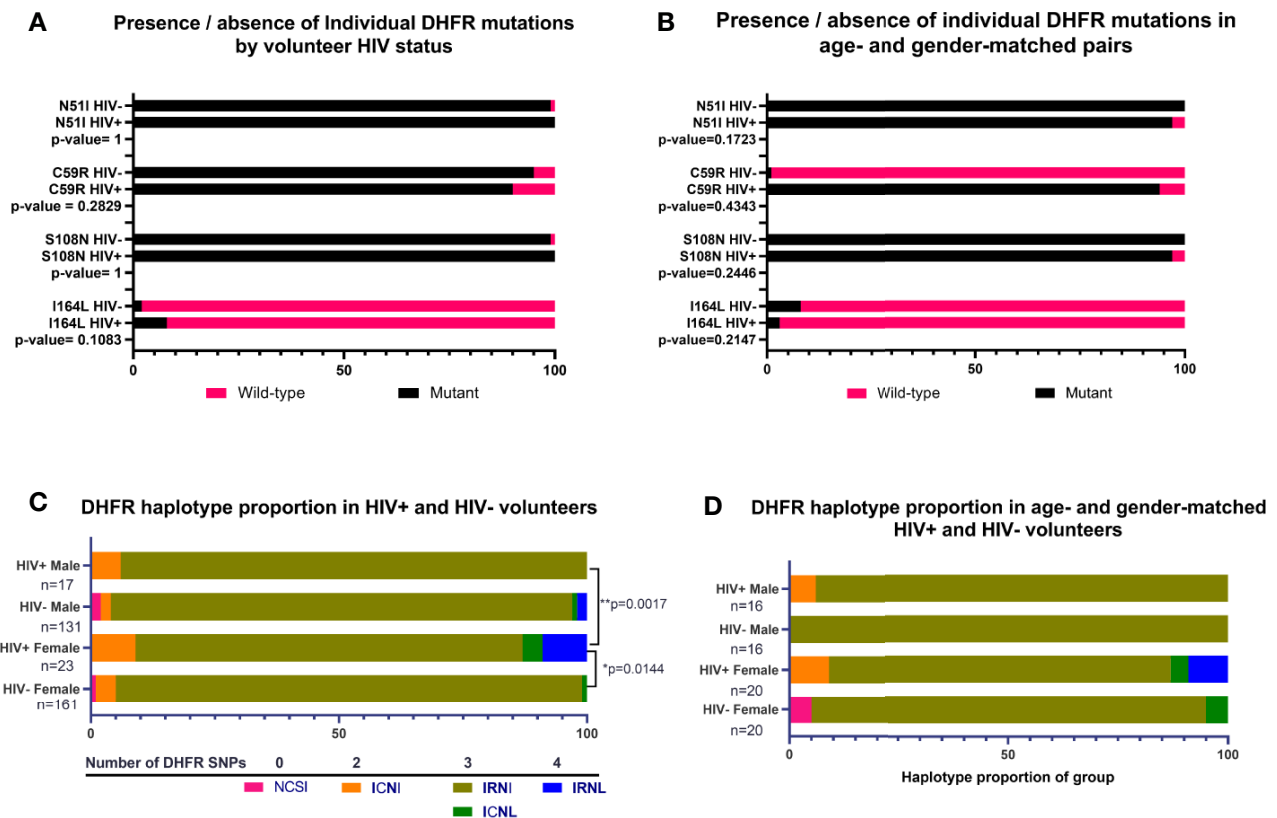 A
Presence / absence of Individual DHFR mutations
by volunteer HIV status
N51I HIV-
N51I HIV+
p-value= 1
C59R HIV-
C59R HIV+
p-value = 0.2829
S108N HIV-
S108N HIV+
p-value= 1
I164L HIV-
I164L HIV+
p-value= 0.1083
0 50 100
Wild-type Mutant
B
Presence / absence of individual DHFR mutations in
age- and gender-matched pairs
N51I HIV-
N51I HIV+
p-value=0.1723
C59R HIV-
C59R HIV+
p-value=0.4343
S108N HIV-
S108N HIV+
p-value=0.2446
I164L HIV-
I164L HIV+
p-value=0.2147
0 50 100
Wild-type Mutant
C
DHFR haplotype proportion in HIV+ and HIV- volunteers
HIV+ Male
n=17
HIV- Male
n=131
HIV+ Female
n=23
HIV- Female
n=161
**p=0.0017
*p=0.0144
0 50 100
Number of DHFR SNPs 0 2 3 4
NCSI ICNI IRNI IRNL
ICNL
D
DHFR haplotype proportion in age- and gender-matched
HIV+ and HIV- volunteers
HIV+ Male
n=16
HIV- Male
n=16
HIV+ Female
n=20
HIV- Female
n=20
0 50 100
Haplotype proportion of group